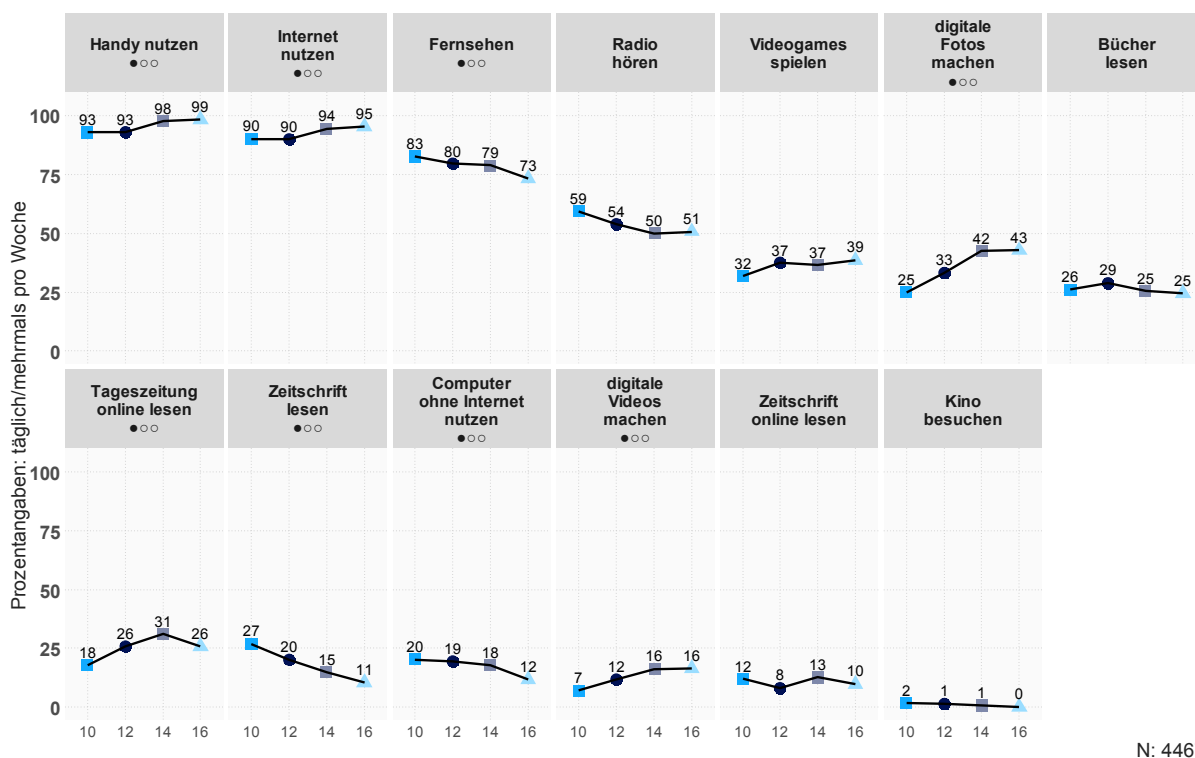 Handy nutzen
●○○
Internet
nutzen
●○○
Fernsehen
●○○
Radio
hören
Videogames
spielen
digitale
Fotos
machen
●○○
Bücher
lesen
Prozentangaben: täglich/mehrmals pro Woche
100
75
50
25
0
93 93 98 99
90 90 94 95
83 80 79 73
59 54 50 51
32 37 37 39
25 33 42 43
26 29 25 25
Tageszeitung
online lesen
●○○
Zeitschrift
lesen
●○○
Computer
ohne Internet
nutzen
●○○
digitale
Videos
machen
●○○
Zeitschrift
online lesen
Kino
besuchen
100
75
50
25
0
18 26 31 26
27 20 15 11
20 19 18 12
7 12 16 16
12 8 13 10
2 1 1 0
10 12 14 16
10 12 14 16
10 12 14 16
10 12 14 16
10 12 14 16
10 12 14 16
N: 446